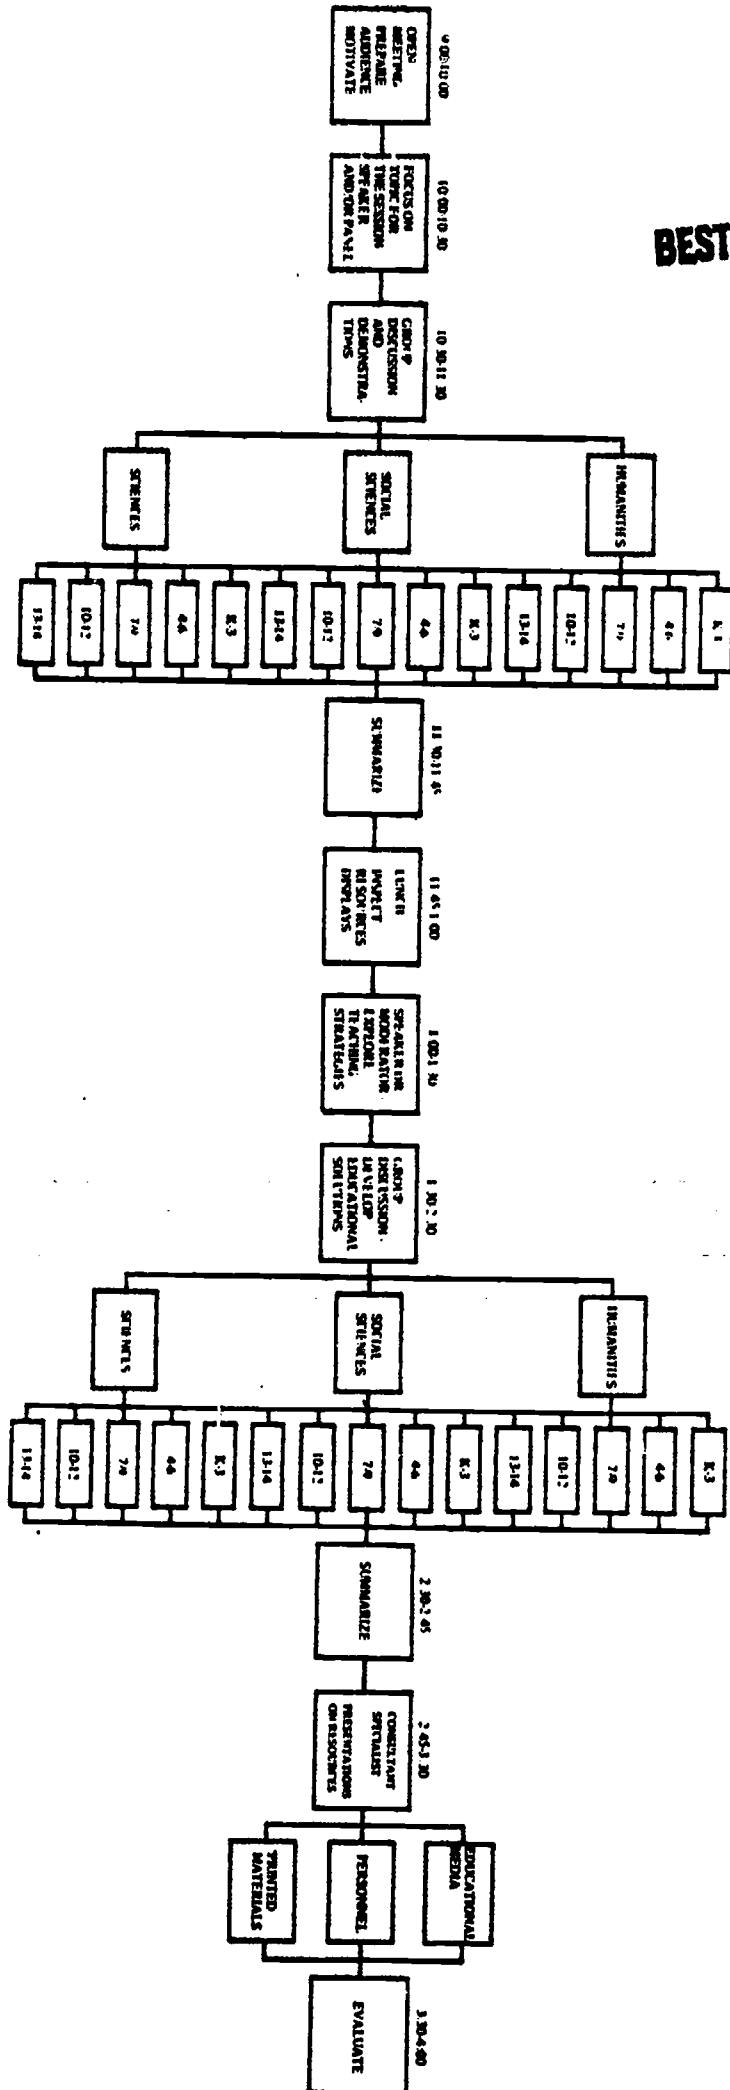 BEST
9:00-10:00
OPEN
MEETING,
PREPARE
AUDIENCE
MOTIVATE
10:00-10:30
FOCUS ON
TOPIC FOR
THE SESSION
SPEAKER
AND/OR PANEL
10:30-11:30
GROUP
DISCUSSION
AND
DEMONSTRA-
TIONS
HUMANITIES
SOCIAL
SCIENCES
SCIENCES
K-3
4-6
7-9
10-12
13-14
K-3
4-6
7-9
10-12
13-14
K-3
4-6
7-9
10-12
13-14
11:30-11:45
SUMMARIZE
11:45-1:00
LUNCH
INSPECT
RESOURCES
DISPLAYS
1:00-1:30
SPEAKER OR
MODERATOR
EXPLORE
TEACHING
STRATEGIES
1:30-2:30
GROUP
DISCUSSION-
DEVELOP
EDUCATIONAL
SOLUTIONS
HUMANITIES
SOCIAL
SCIENCES
SCIENCES
K-3
4-6
7-9
10-12
13-14
K-3
4-6
7-9
10-12
13-14
K-3
4-6
7-9
10-12
13-14
2:30-2:45
SUMMARIZE
2:45-3:30
CONSULTANT
SPECIALIST
PRESENTATIONS
ON RESOURCES
EDUCATIONAL
MEDIA
PERSONNEL
PRINTED
MATERIALS
3:30-4:00
EVALUATE